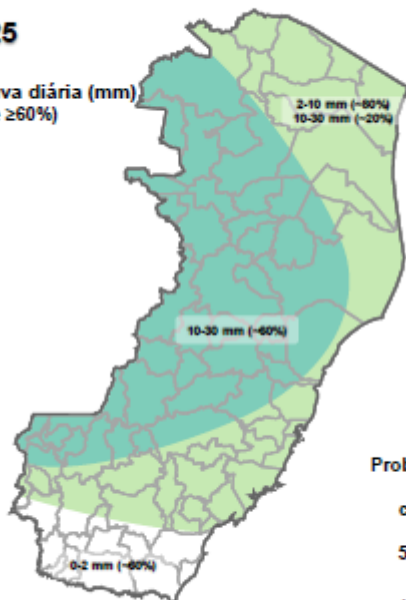 25
va diária (mm)
≥60%)
2-10 mm (~60%)
10-30 mm (~20%)
10-30 mm (~60%)
Prob
c
5
0-2 mm (~60%)